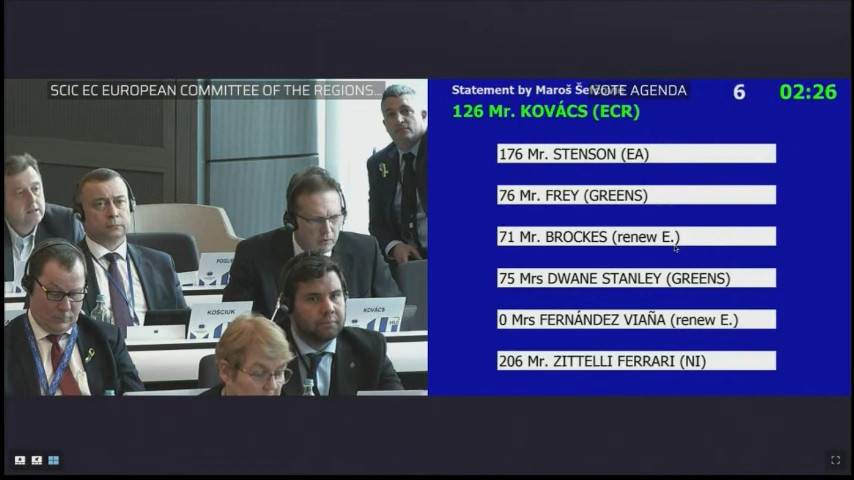 SCIC EC EUROPEAN COMMITTEE OF THE REGIONS...
Statement by Maroš
VOTE AGENDA
6
02:26
126 Mr. KOVÁCS (ECR)
176 Mr. STENSON (EA)
76 Mr. FREY (GREENS)
71 Mr. BROCKES (renew E.)
75 Mrs DWANE STANLEY (GREENS)
0 Mrs FERNÁNDEZ VIAÑA (renew E.)
206 Mr. ZITTELLI FERRARI (NI)
KOŚCIUK
KOVÁCS
HU